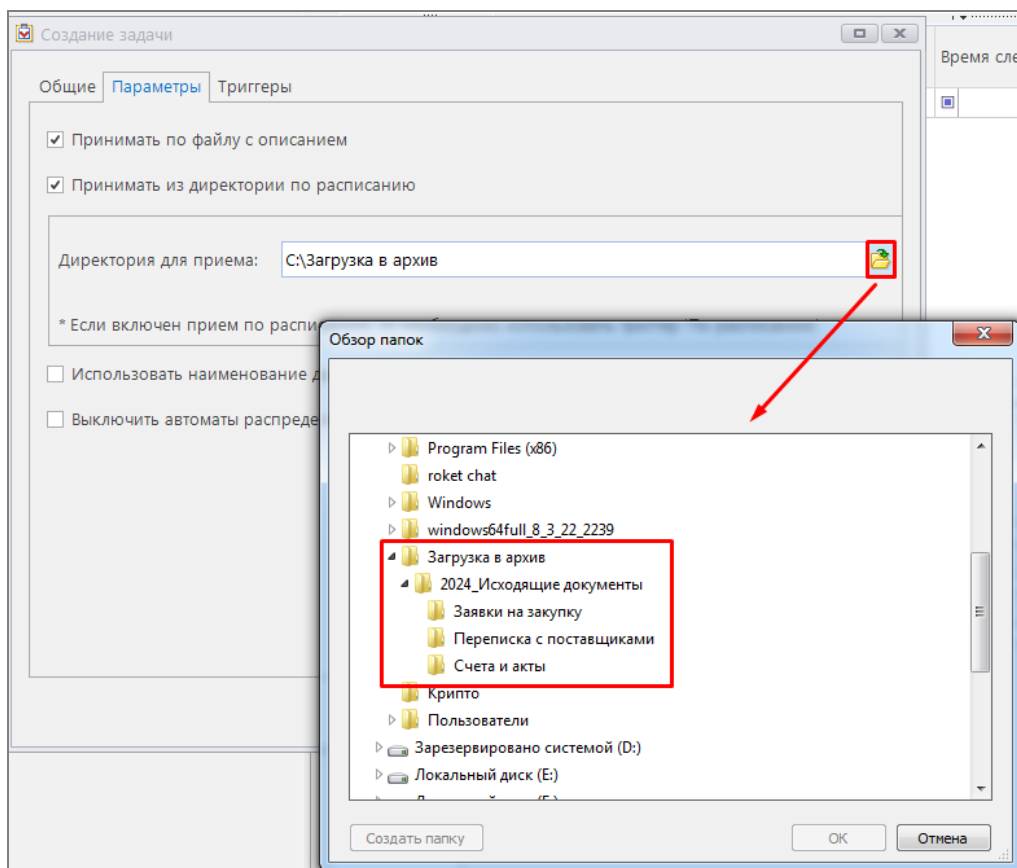 Создание задачи
Время сле
Общие Параметры Триггеры
Принимать по файлу с описанием
Принимать из директории по расписанию
Директория для приема: C:\Загрузка в архив
* Если включен прием по распи
Обзор папок
Использовать наименование д
Выключить автоматы распреде
Program Files (x86)
roket chat
Windows
windows64full_8_3_22_2239
Загрузка в архив
2024_Исходящие документы
Заявки на закупку
Переписка с поставщиками
Счета и акты
Крипто
Пользователи
Зарезервировано системой (D:)
Локальный диск (E:)
Создать папку ОК Отмена